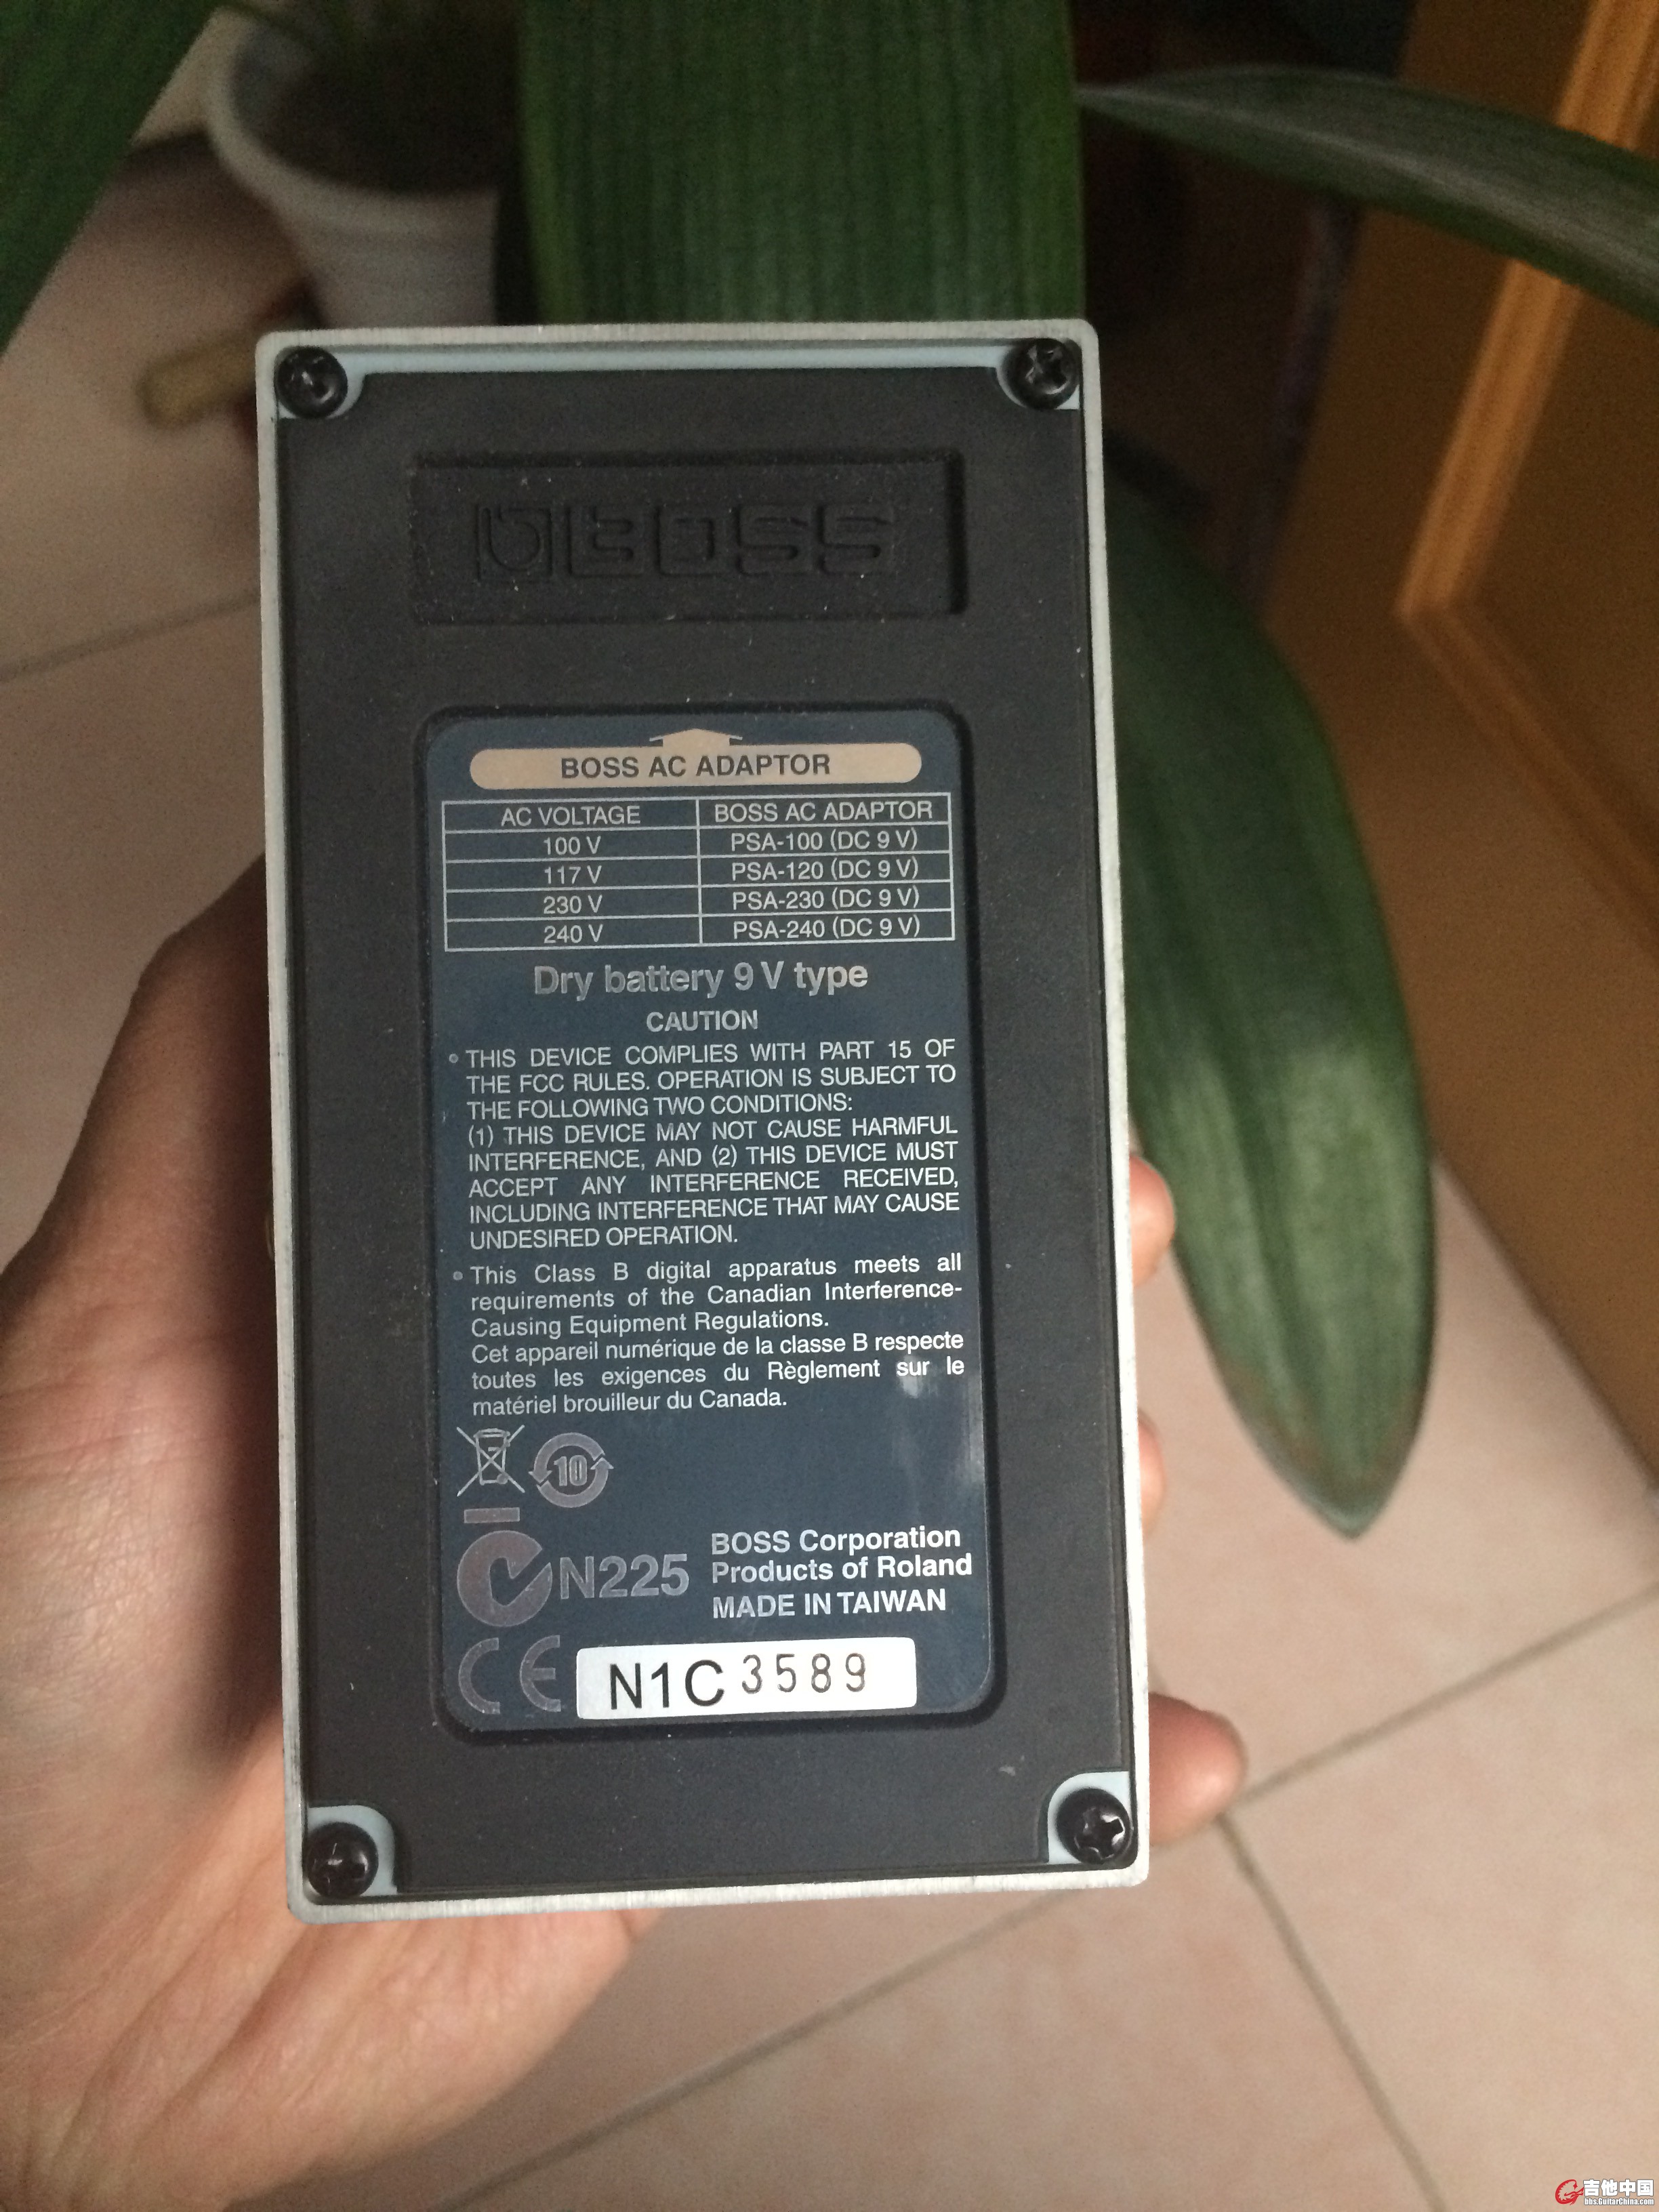 BOSS
BOSS AC ADAPTOR
AC VOLTAGE BOSS AC ADAPTOR
100 V PSA-100 (DC 9 V)
117 V PSA-120 (DC 9 V)
230 V PSA-230 (DC 9 V)
240 V PSA-240 (DC 9 V)
Dry battery 9 V type
CAUTION
• THIS DEVICE COMPLIES WITH PART 15 OF
THE FCC RULES. OPERATION IS SUBJECT TO
THE FOLLOWING TWO CONDITIONS:
(1) THIS DEVICE MAY NOT CAUSE HARMFUL
INTERFERENCE, AND (2) THIS DEVICE MUST
ACCEPT ANY INTERFERENCE RECEIVED,
INCLUDING INTERFERENCE THAT MAY CAUSE
UNDESIRED OPERATION.
• This Class B digital apparatus meets all
requirements of the Canadian Interference-
Causing Equipment Regulations.
Cet appareil numérique de la classe B respecte
toutes les exigences du Règlement sur le
matériel brouilleur du Canada.
10
N225
BOSS Corporation
Products of Roland
MADE IN TAIWAN
CE
N1C3589
吉他中国
bbs.GuitarChina.com